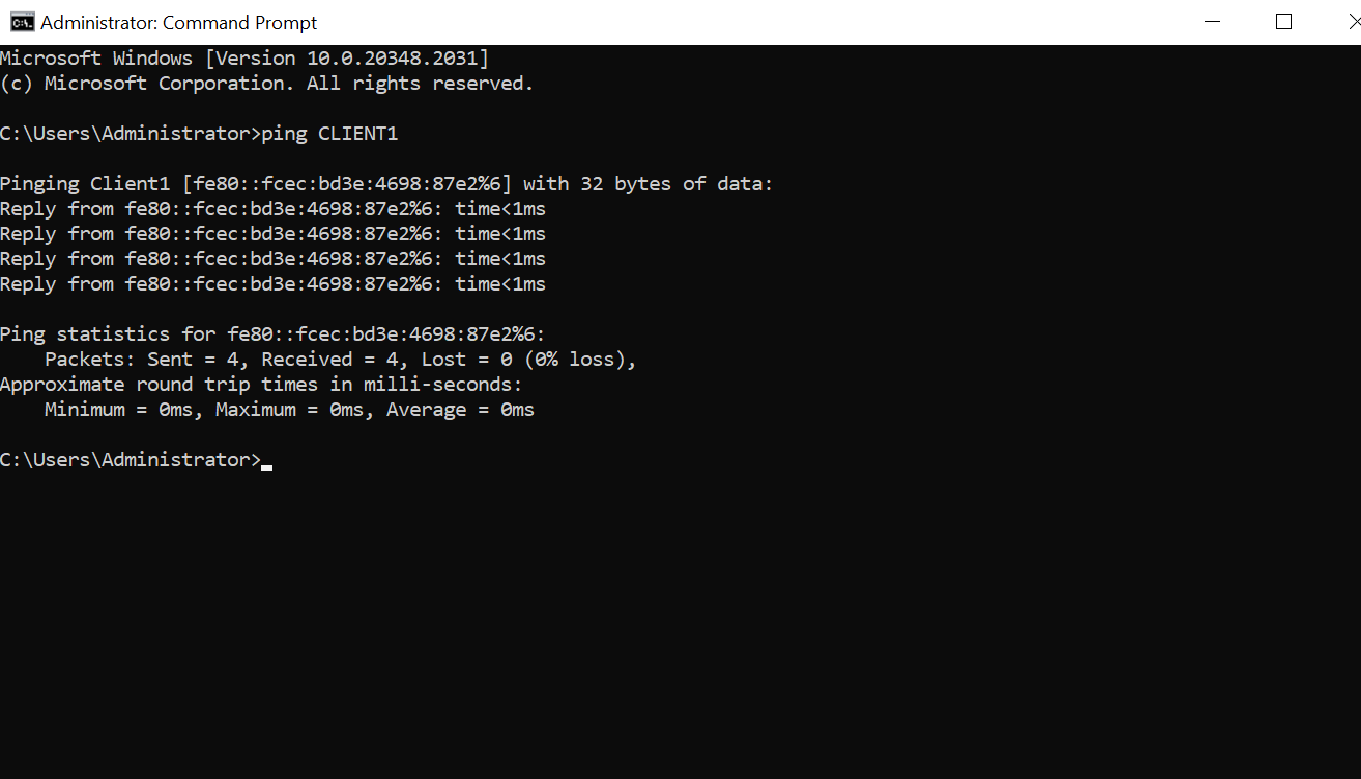 Administrator: Command Prompt
Microsoft Windows [Version 10.0.20348.2031]
(c) Microsoft Corporation. All rights reserved.
C:\Users\Administrator>ping CLIENT1
Pinging Client1 [fe80::fcec:bd3e:4698:87e2%6] with 32 bytes of data:
Reply from fe80::fcec:bd3e:4698:87e2%6: time<1ms
Reply from fe80::fcec:bd3e:4698:87e2%6: time<1ms
Reply from fe80::fcec:bd3e:4698:87e2%6: time<1ms
Reply from fe80::fcec:bd3e:4698:87e2%6: time<1ms
Ping statistics for fe80::fcec:bd3e:4698:87e2%6:
    Packets: Sent = 4, Received = 4, Lost = 0 (0% loss),
Approximate round trip times in milli-seconds:
    Minimum = 0ms, Maximum = 0ms, Average = 0ms
C:\Users\Administrator>